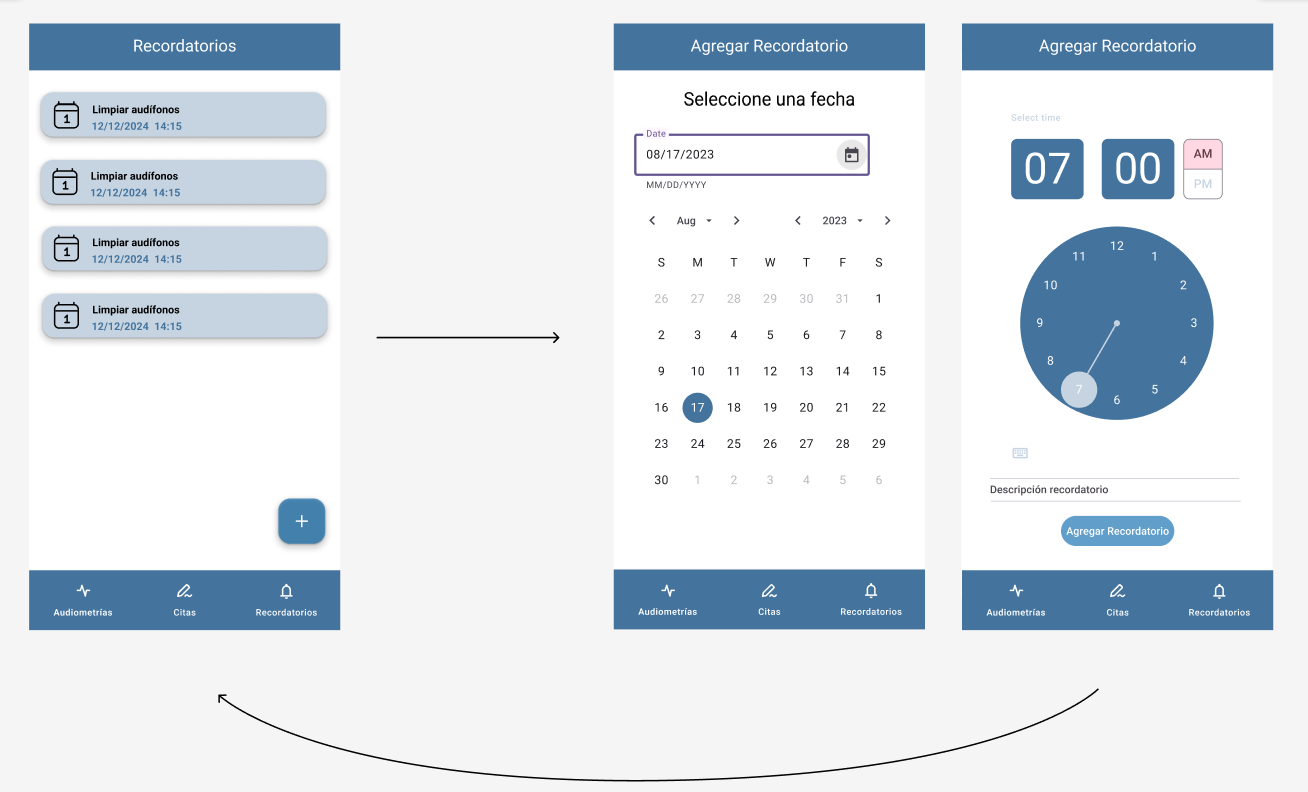 Recordatorios
Limpiar audífonos
12/12/2024 14:15
Limpiar audífonos
12/12/2024 14:15
Limpiar audífonos
12/12/2024 14:15
Limpiar audífonos
12/12/2024 14:15
1
1
1
1
+
Audiometrías Citas Recordatorios
Agregar Recordatorio
Seleccione una fecha
Date
08/17/2023
MM/DD/YYYY
Aug 2023
S M T W T F S
26 27 28 29 30 31 1
2 3 4 5 6 7 8
9 10 11 12 13 14 15
16 17 18 19 20 21 22
23 24 25 26 27 28 29
30 1 2 3 4 5 6
Audiometrías Citas Recordatorios
Agregar Recordatorio
Select time
07 00 AM
PM
12
11 1
10 2
9 3
8 4
7 5
6
Descripción recordatorio
Agregar Recordatorio
Audiometrías Citas Recordatorios